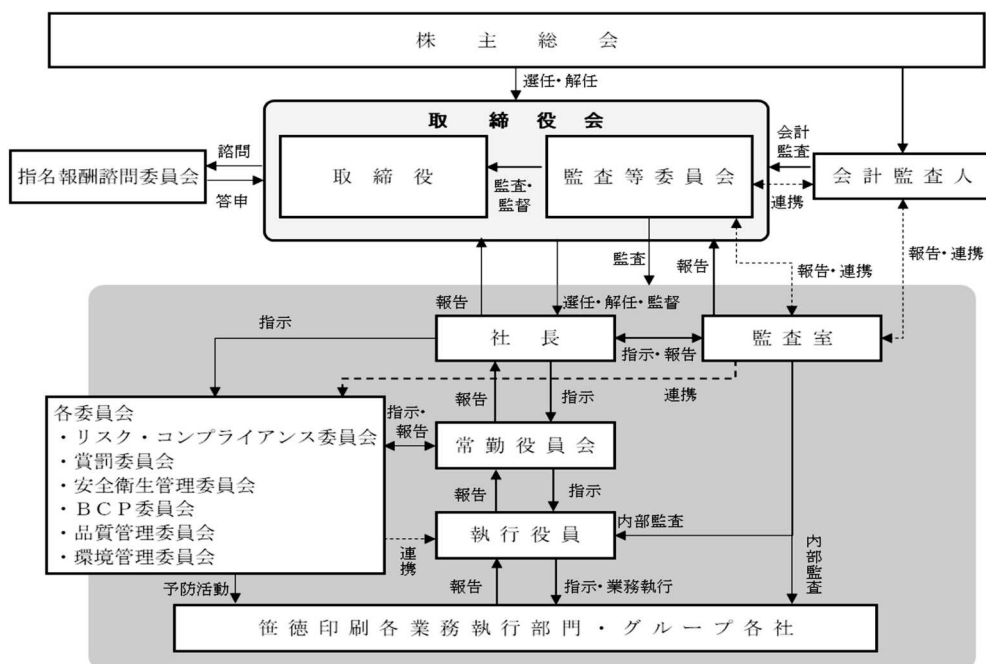 株主総会
選任・解任
取締役会
会計
監査
諮問
指名報酬諮問委員会
答申
取締役
監査・
監督
監査等委員会
連携
会計監査人
報告
選任・解任・監督
監査
報告
報告・連携
報告・連携
指示
社長
指示・報告
監査室
連携
報告
指示
各委員会
・リスク・コンプライアンス委員会
・賞罰委員会
・安全衛生管理委員会
・BCP委員会
・品質管理委員会
・環境管理委員会
指示・
報告
常勤役員会
報告
指示
執行役員
内部監査
連携
内部監査
予防活動
報告
指示・業務執行
笹徳印刷各業務執行部門・グループ各社